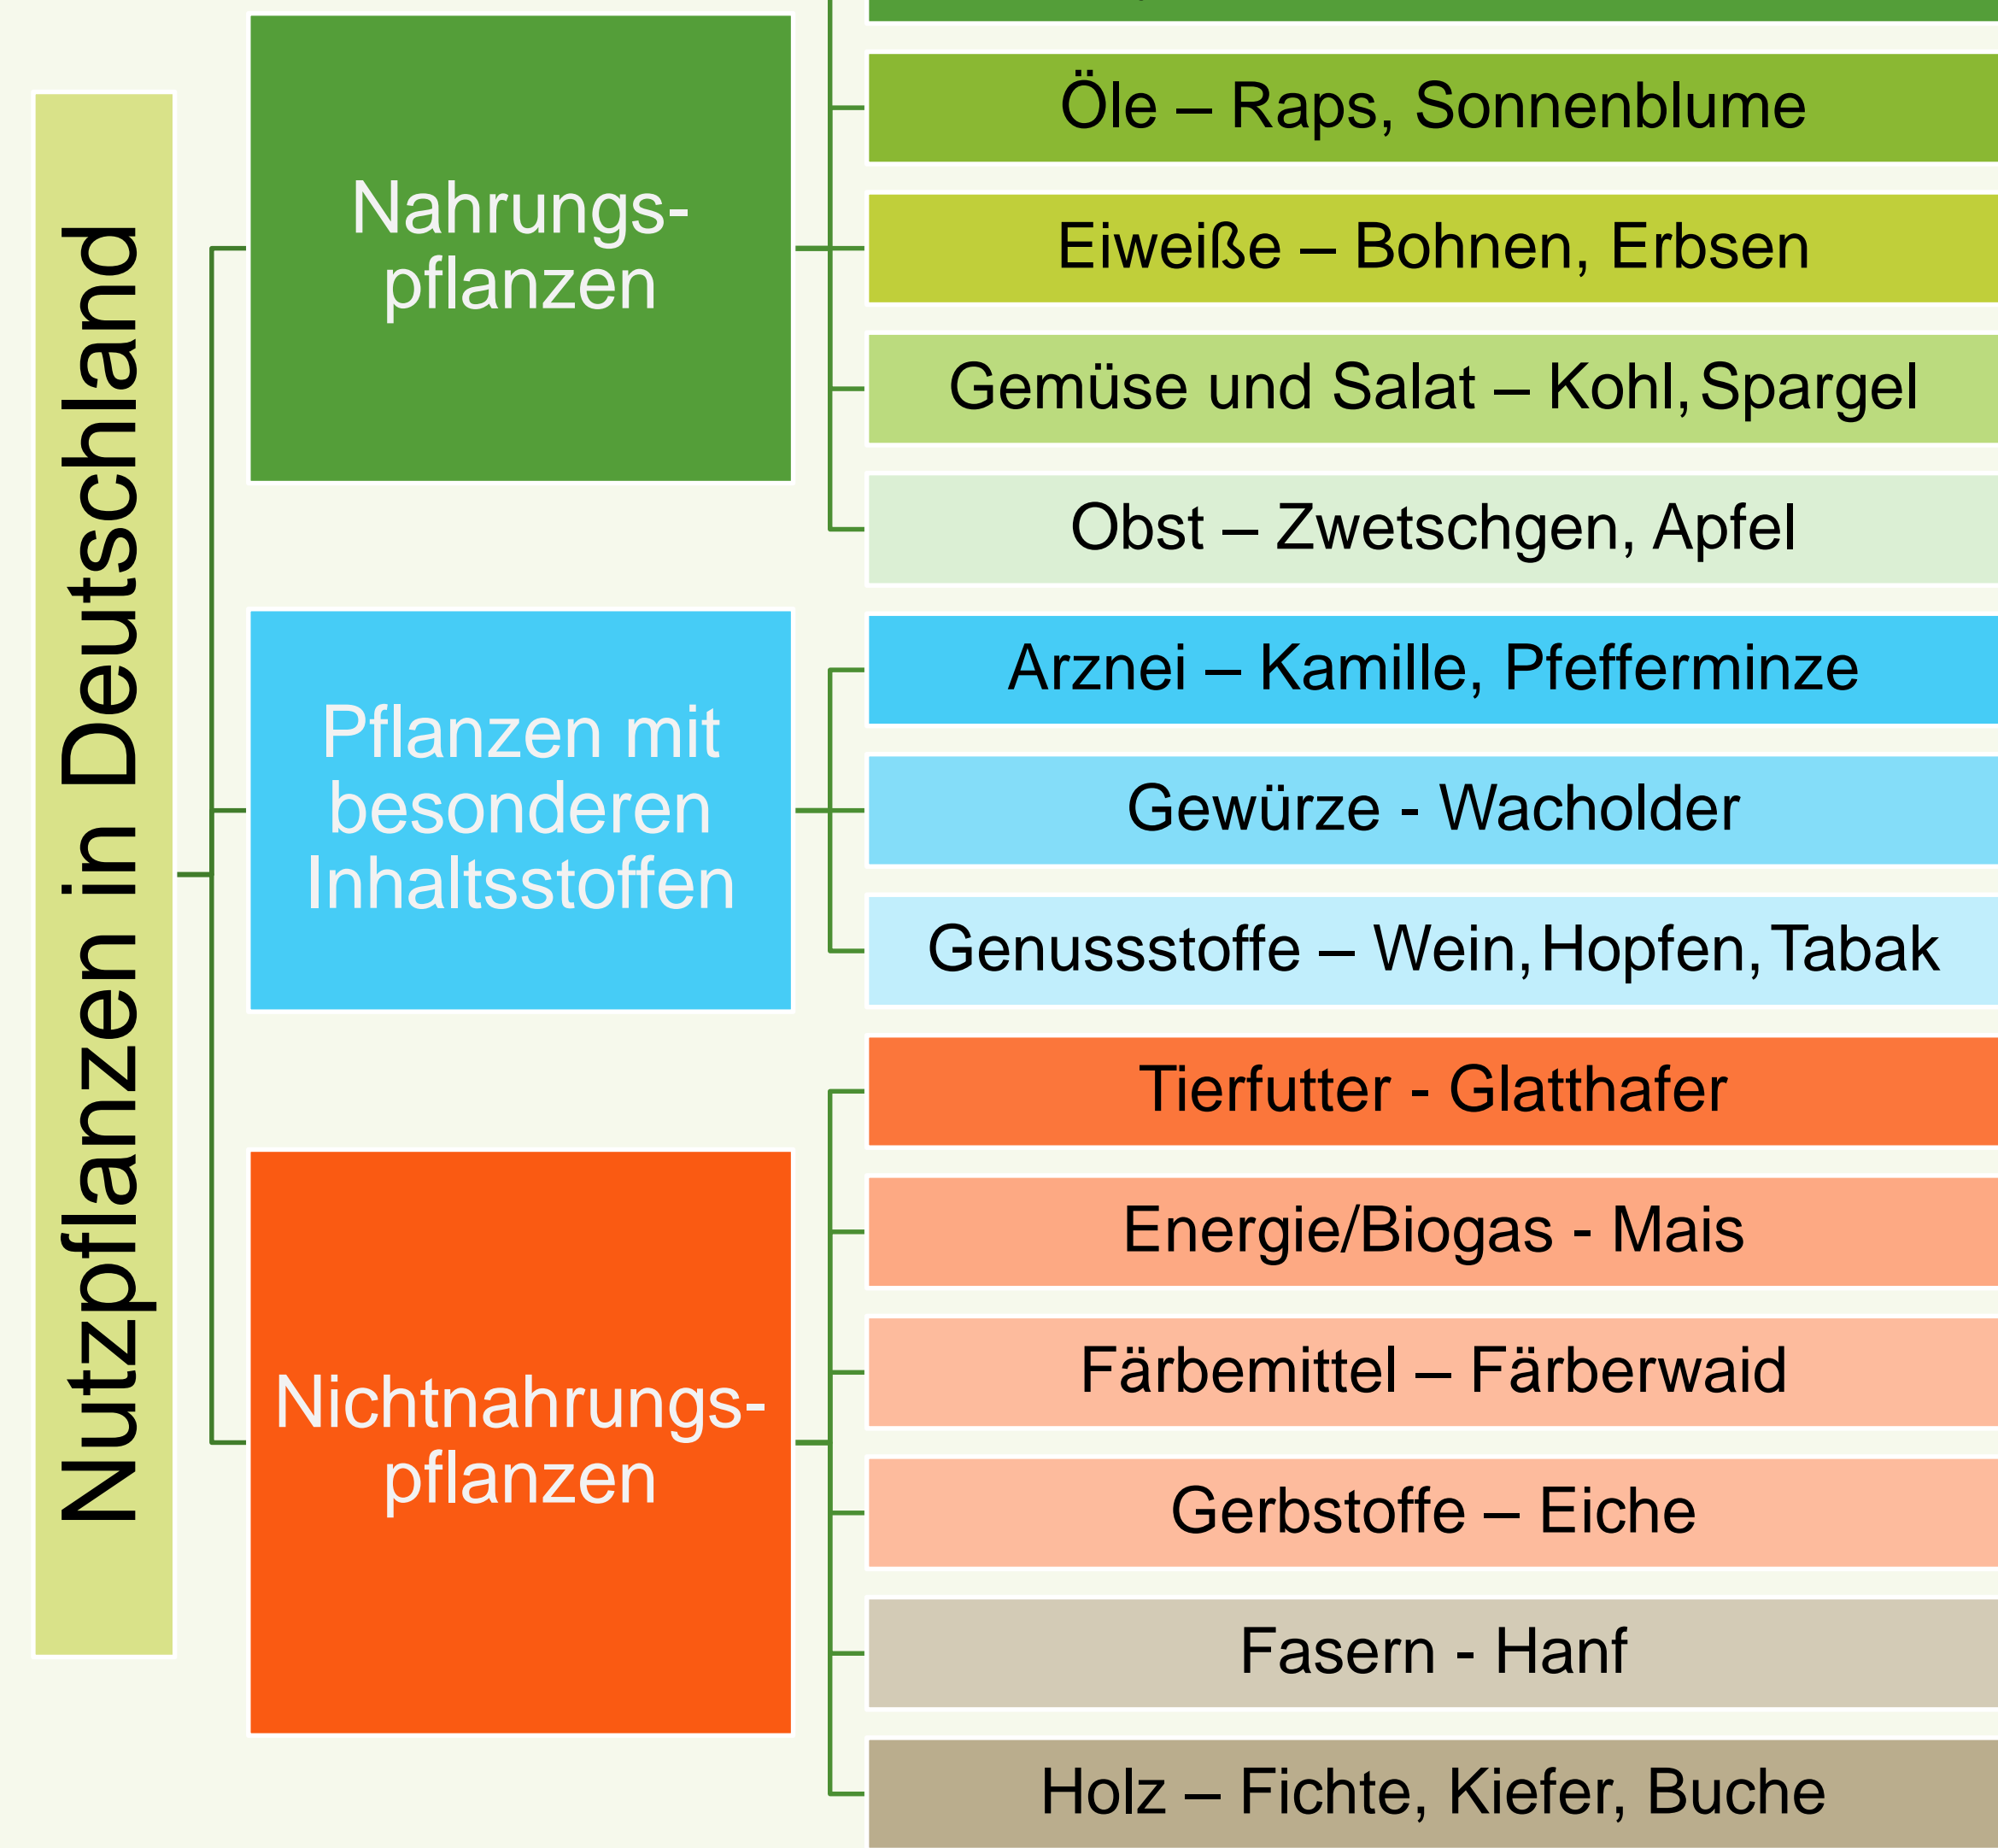 Nutzpflanzen in Deutschland
Nahrungs-
pflanzen
Öle – Raps, Sonnenblume
Eiweiße – Bohnen, Erbsen
Gemüse und Salat – Kohl, Spargel
Obst – Zwetschgen, Apfel
Pflanzen mit
besonderen
Inhaltsstoffen
Arznei – Kamille, Pfefferminze
Gewürze - Wacholder
Genussstoffe – Wein, Hopfen, Tabak
Nichtnahrungs-
pflanzen
Tierfutter - Glatthafer
Energie/Biogas - Mais
Färbemittel – Färberwaid
Gerbstoffe – Eiche
Fasern - Hanf
Holz – Fichte, Kiefer, Buche